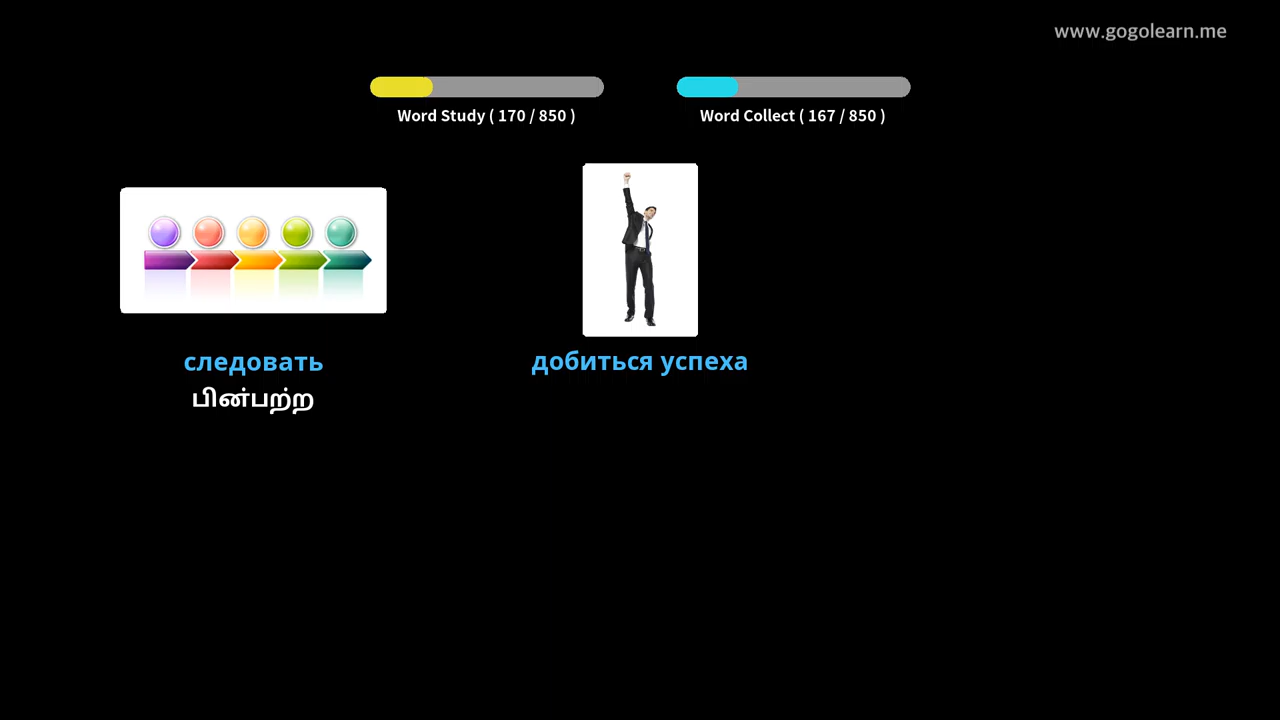 www.gogolearn.me
Word Study ( 170 / 850 )
Word Collect ( 167 / 850 )
следовать
பின்பற்ற
добиться успеха